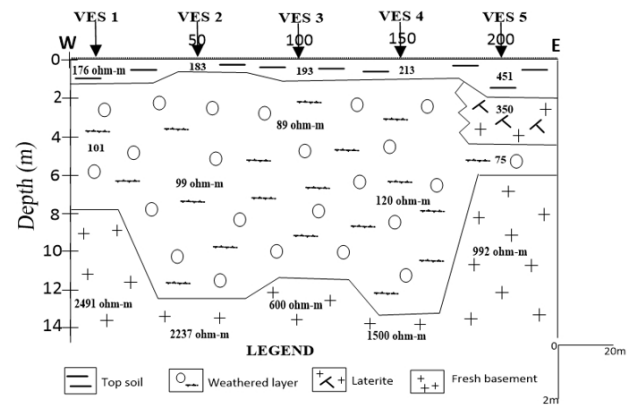 VES 1 VES 2 VES 3 VES 4 VES 5
W 50 100 150 200 E
0
176 ohm-m 183 193 213 451
2
350
89 ohm-m
4
101
75
6
99 ohm-m 120 ohm-m
8
10
992 ohm-m
12
2491 ohm-m 600 ohm-m
14
2237 ohm-m 1500 ohm-m
Depth (m)
LEGEND
Top soil Weathered layer Laterite Fresh basement
0 20m
2m